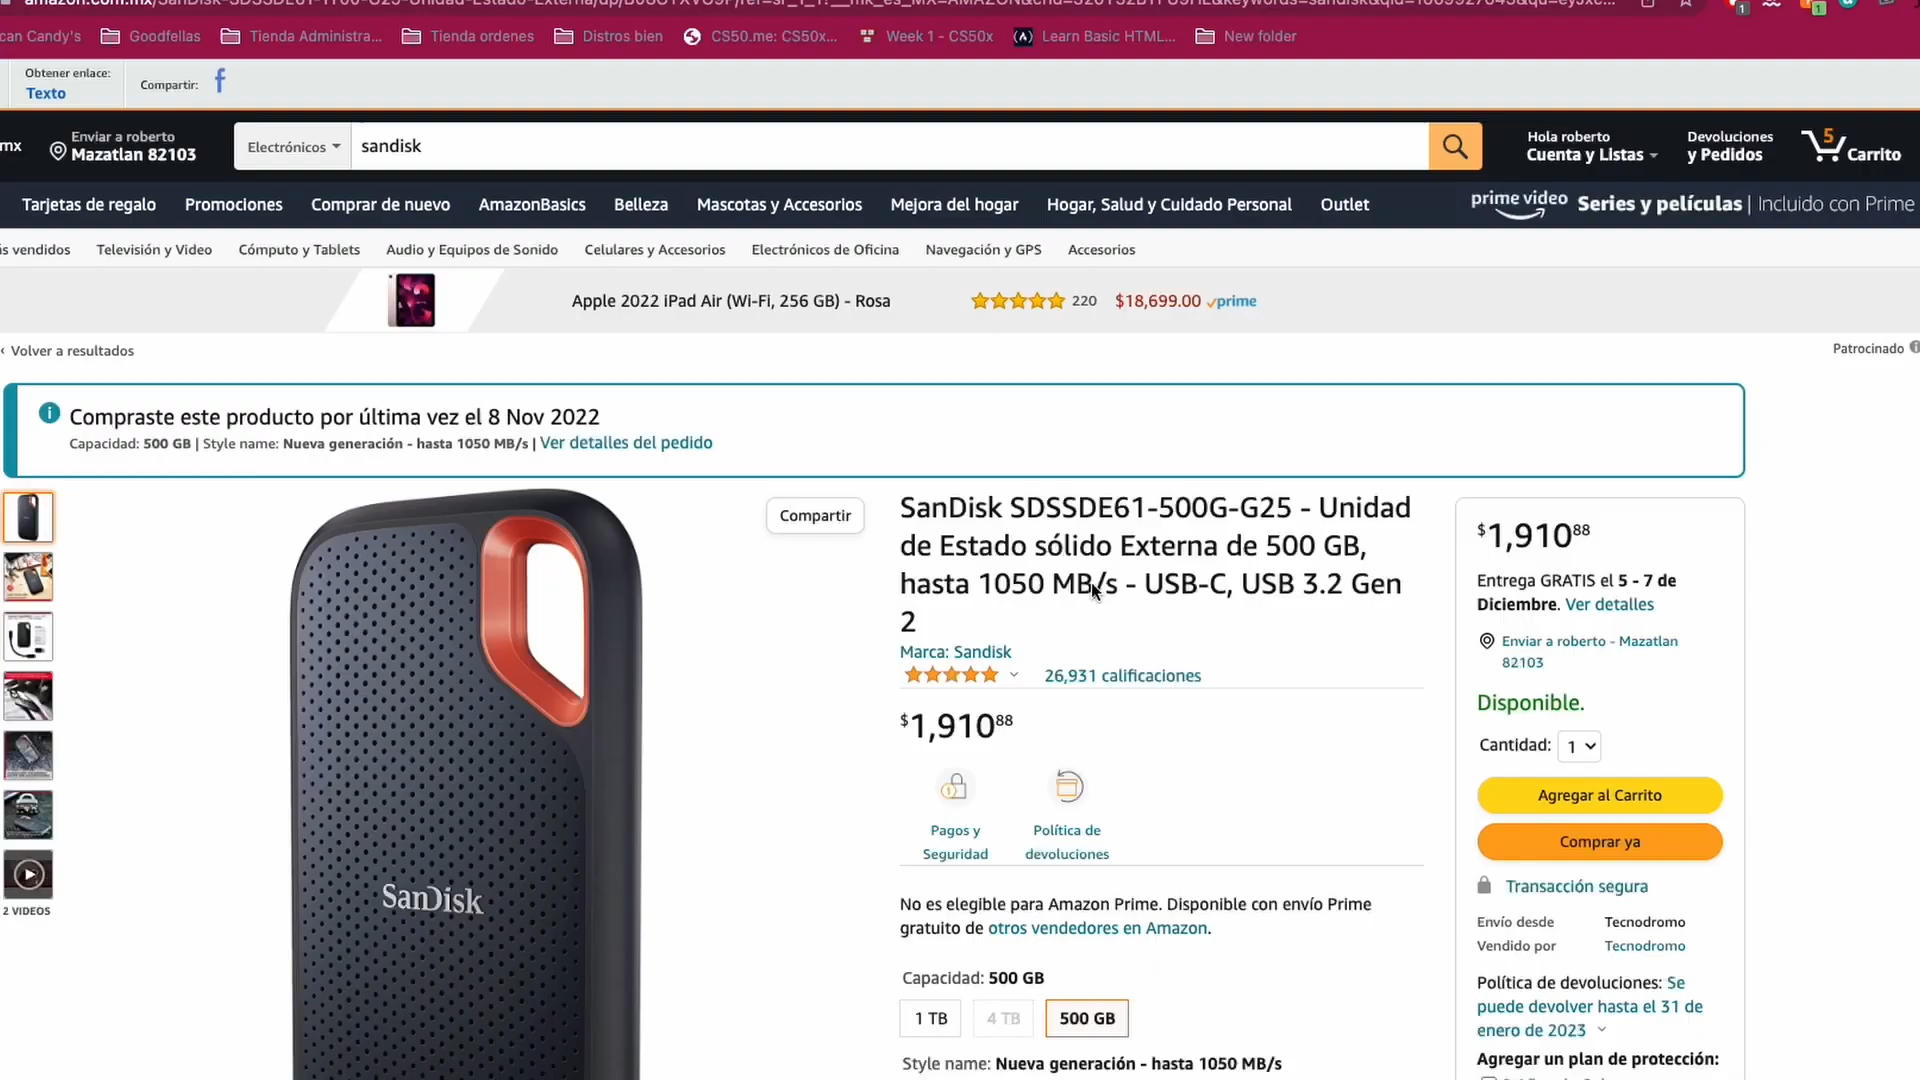 can Candy's
Goodfellas
Tienda Administra...
Tienda ordenes
Distros bien
CS50.me: CS50x...
Week 1 - CS50x
Learn Basic HTML...
New folder
Obtener enlace:
Texto
Compartir:
mx
Enviar a roberto
Mazatlan 82103
Electrónicos
sandisk
Hola roberto
Cuenta y Listas
Devoluciones
y Pedidos
5
Carrito
Tarjetas de regalo
Promociones
Comprar de nuevo
AmazonBasics
Belleza
Mascotas y Accesorios
Mejora del hogar
Hogar, Salud y Cuidado Personal
Outlet
prime video Series y películas | Incluido con Prime
ás vendidos
Televisión y Video
Cómputo y Tablets
Audio y Equipos de Sonido
Celulares y Accesorios
Electrónicos de Oficina
Navegación y GPS
Accesorios
Apple 2022 iPad Air (Wi-Fi, 256 GB) - Rosa
220 $18,699.00 prime
‹ Volver a resultados
Patrocinado
Compraste este producto por última vez el 8 Nov 2022
Capacidad: 500 GB | Style name: Nueva generación - hasta 1050 MB/s | Ver detalles del pedido
2 VIDEOS
SanDisk
Compartir
SanDisk SDSSDE61-500G-G25 - Unidad
de Estado sólido Externa de 500 GB,
hasta 1050 MB/s - USB-C, USB 3.2 Gen
2
Marca: Sandisk
26,931 calificaciones
$1,910.88
Pagos y
Seguridad
Política de
devoluciones
No es elegible para Amazon Prime. Disponible con envío Prime
gratuito de otros vendedores en Amazon.
Capacidad: 500 GB
1 TB
4 TB
500 GB
Style name: Nueva generación - hasta 1050 MB/s
$1,910.88
Entrega GRATIS el 5 - 7 de
Diciembre. Ver detalles
Enviar a roberto - Mazatlan
82103
Disponible.
Cantidad: 1
Agregar al Carrito
Comprar ya
Transacción segura
Envío desde Tecnodromo
Vendido por Tecnodromo
Política de devoluciones: Se
puede devolver hasta el 31 de
enero de 2023
Agregar un plan de protección: